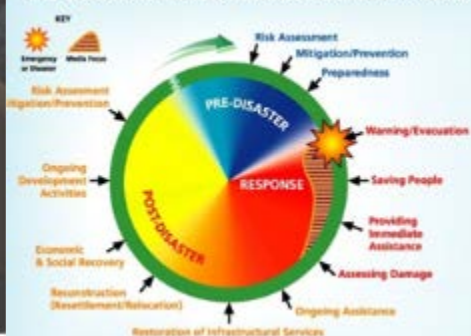 KEY
Emergency
or Disaster
Media Focus
Risk Assessment
Mitigation/Prevention
Preparedness
Warning/Evacuation
Saving People
Providing
Immediate
Assistance
Assessing Damage
Ongoing Assistance
Restoration of Infrastructural Services
Reconstruction
(Resettlement/Relocation)
Economic
& Social Recovery
Ongoing
Development
Activities
Risk Assessment
itigation/Prevention
PRE-DISASTER
RESPONSE
POST-DISASTER